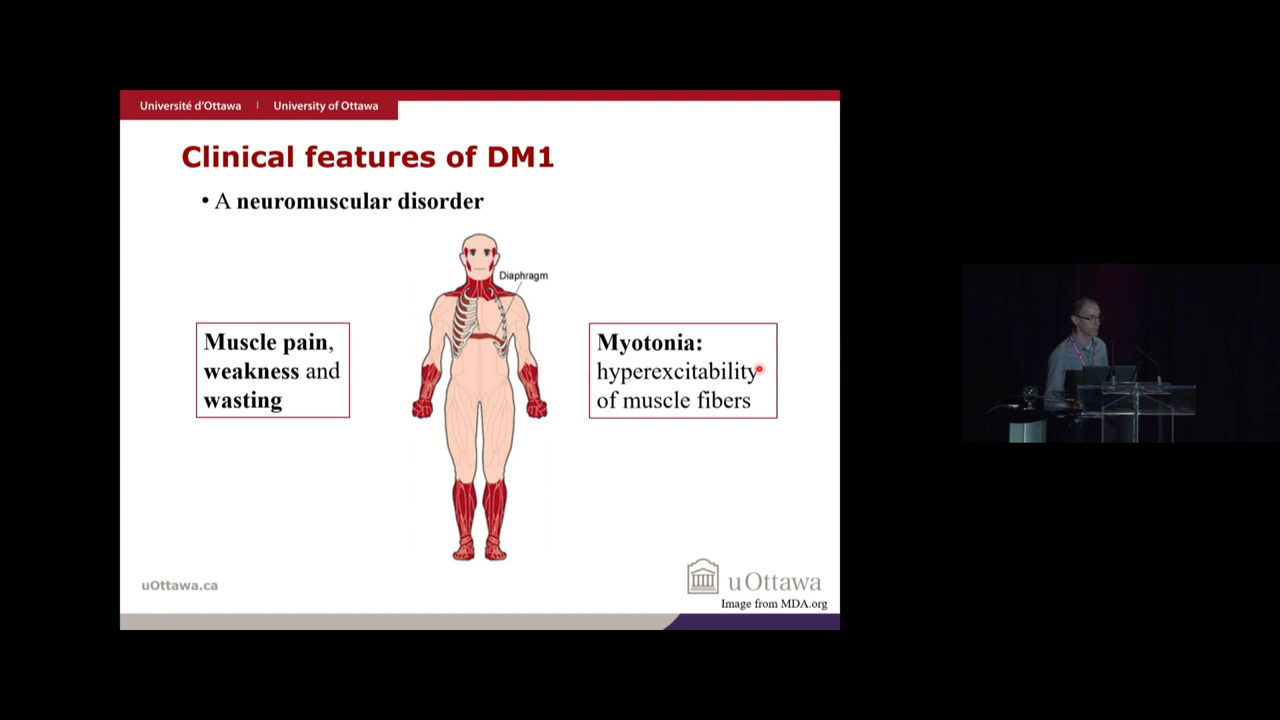 Université d'Ottawa | University of Ottawa
Clinical features of DM1
• A neuromuscular disorder
Diaphragm
Muscle pain,
weakness and
wasting
Myotonia:
hyperexcitability
of muscle fibers
uOttawa.ca
uOttawa
Image from MDA.org